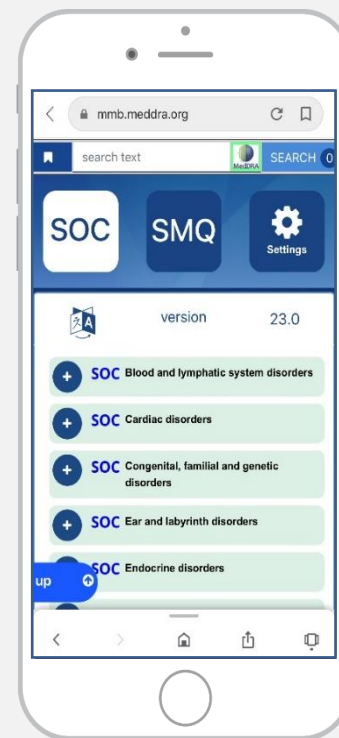 mmb.meddra.org
search text
MedDRA
SEARCH 0
SOC
SMQ
Settings
文A
version 23.0
+ SOC Blood and lymphatic system disorders
+ SOC Cardiac disorders
+ SOC Congenital, familial and genetic
disorders
+ SOC Ear and labyrinth disorders
SOC Endocrine disorders
up